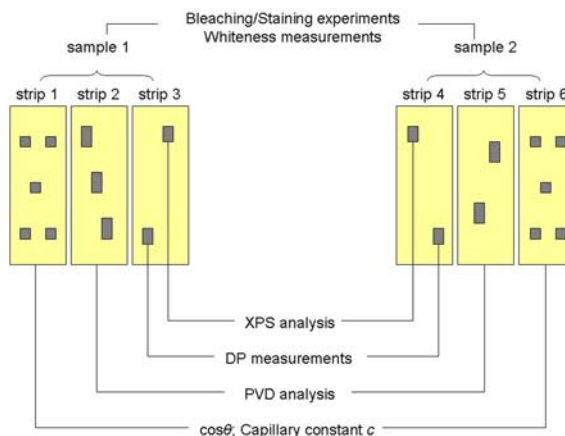 Bleaching/Staining experiments
Whiteness measurements
sample 1
sample 2
strip 1 strip 2 strip 3
strip 4 strip 5 strip 6
XPS analysis
DP measurements
PVD analysis
cosθ; Capillary constant c